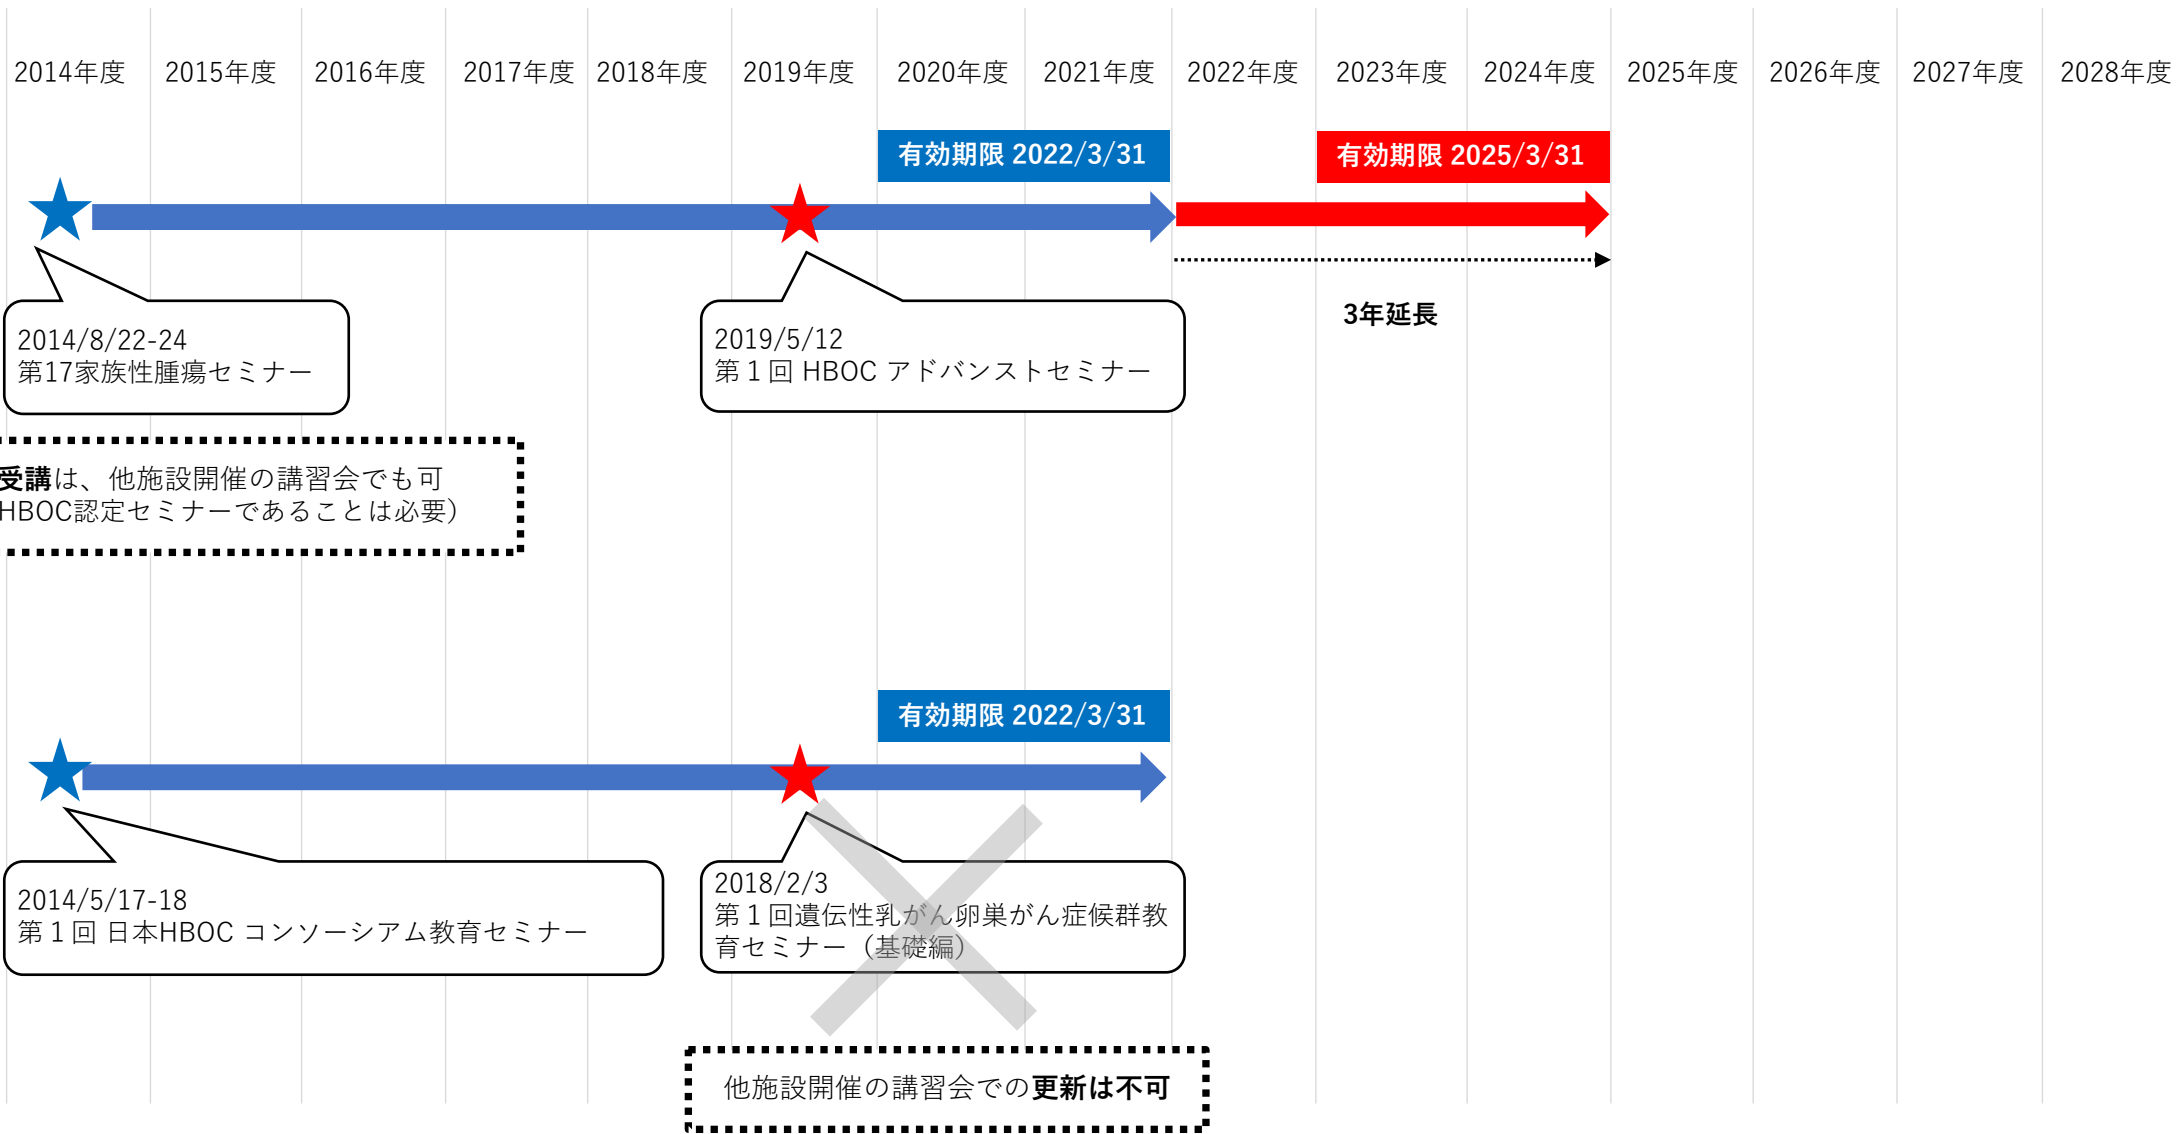 2014年度
2015年度
2016年度
2017年度
2018年度
2019年度
2020年度
2021年度
2022年度
2023年度
2024年度
2025年度
2026年度
2027年度
2028年度
有効期限 2022/3/31
有効期限 2025/3/31
2014/8/22-24
第17家族性腫瘍セミナー
2019/5/12
第１回 HBOC アドバンストセミナー
3年延長
受講は、他施設開催の講習会でも可
HBOC認定セミナーであることは必要）
有効期限 2022/3/31
2014/5/17-18
第１回 日本HBOC コンソーシアム教育セミナー
2018/2/3
第１回遺伝性乳がん卵巣がん症候群教
育セミナー（基礎編）
他施設開催の講習会での更新は不可